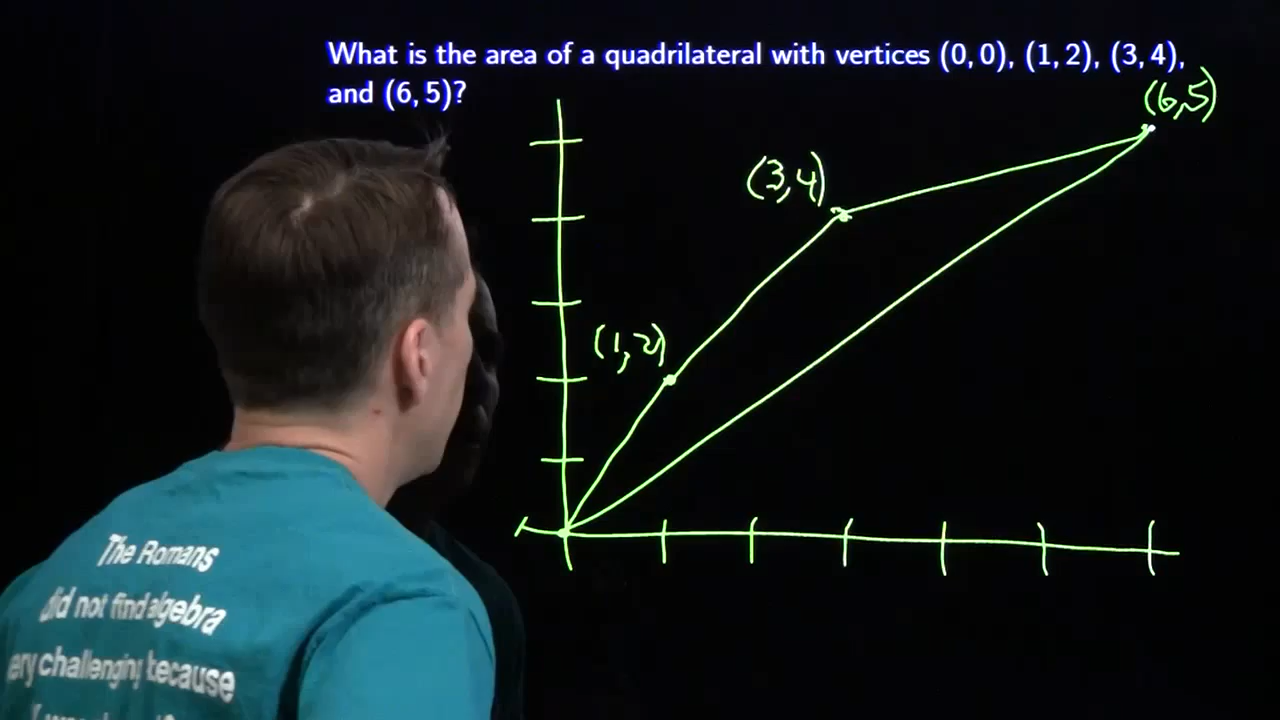 What is the area of a quadrilateral with vertices (0, 0), (1, 2), (3, 4),
and (6, 5)?
(6,5)
(3,4)
(1,2)
The Romans
did not find algebra
challenging because